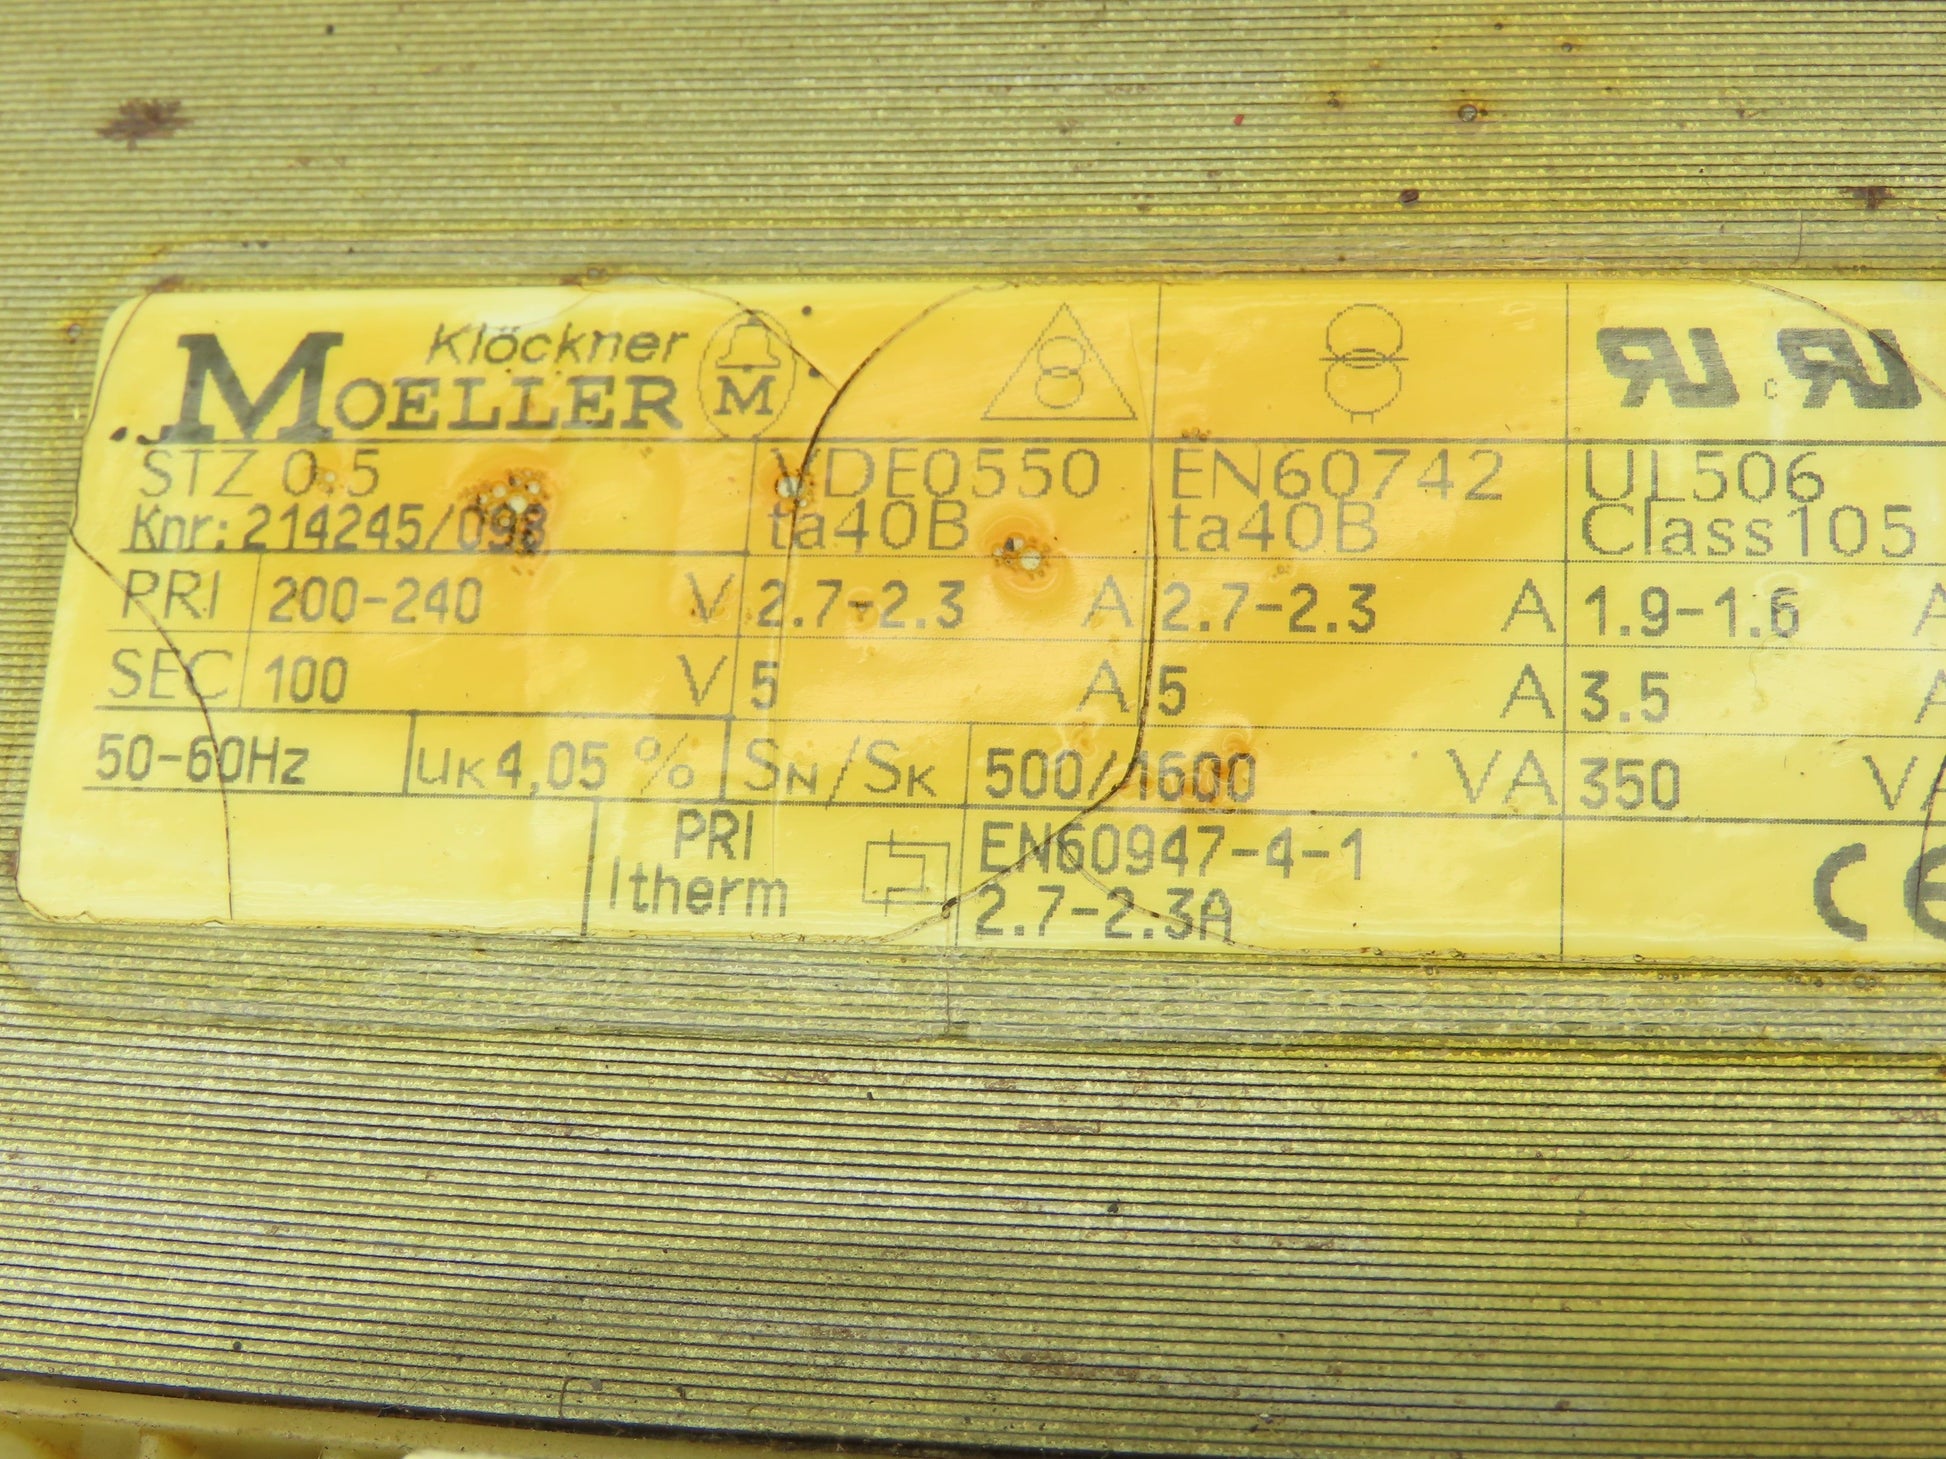 Klöckner
MOELLER M
c
STZ 0.5 VDE0550 EN60742 UL506
Knr: 214245/098 ta40B ta40B Class105
PRI 200-240 V 2.7-2.3 A 2.7-2.3 A 1.9-1.6 A
SEC 100 V 5 A 5 A 3.5 A
50-60Hz uK4,05 % SN/SK 500/1600 VA 350 VA
PRI EN60947-4-1
Itherm 2.7-2.3A CE